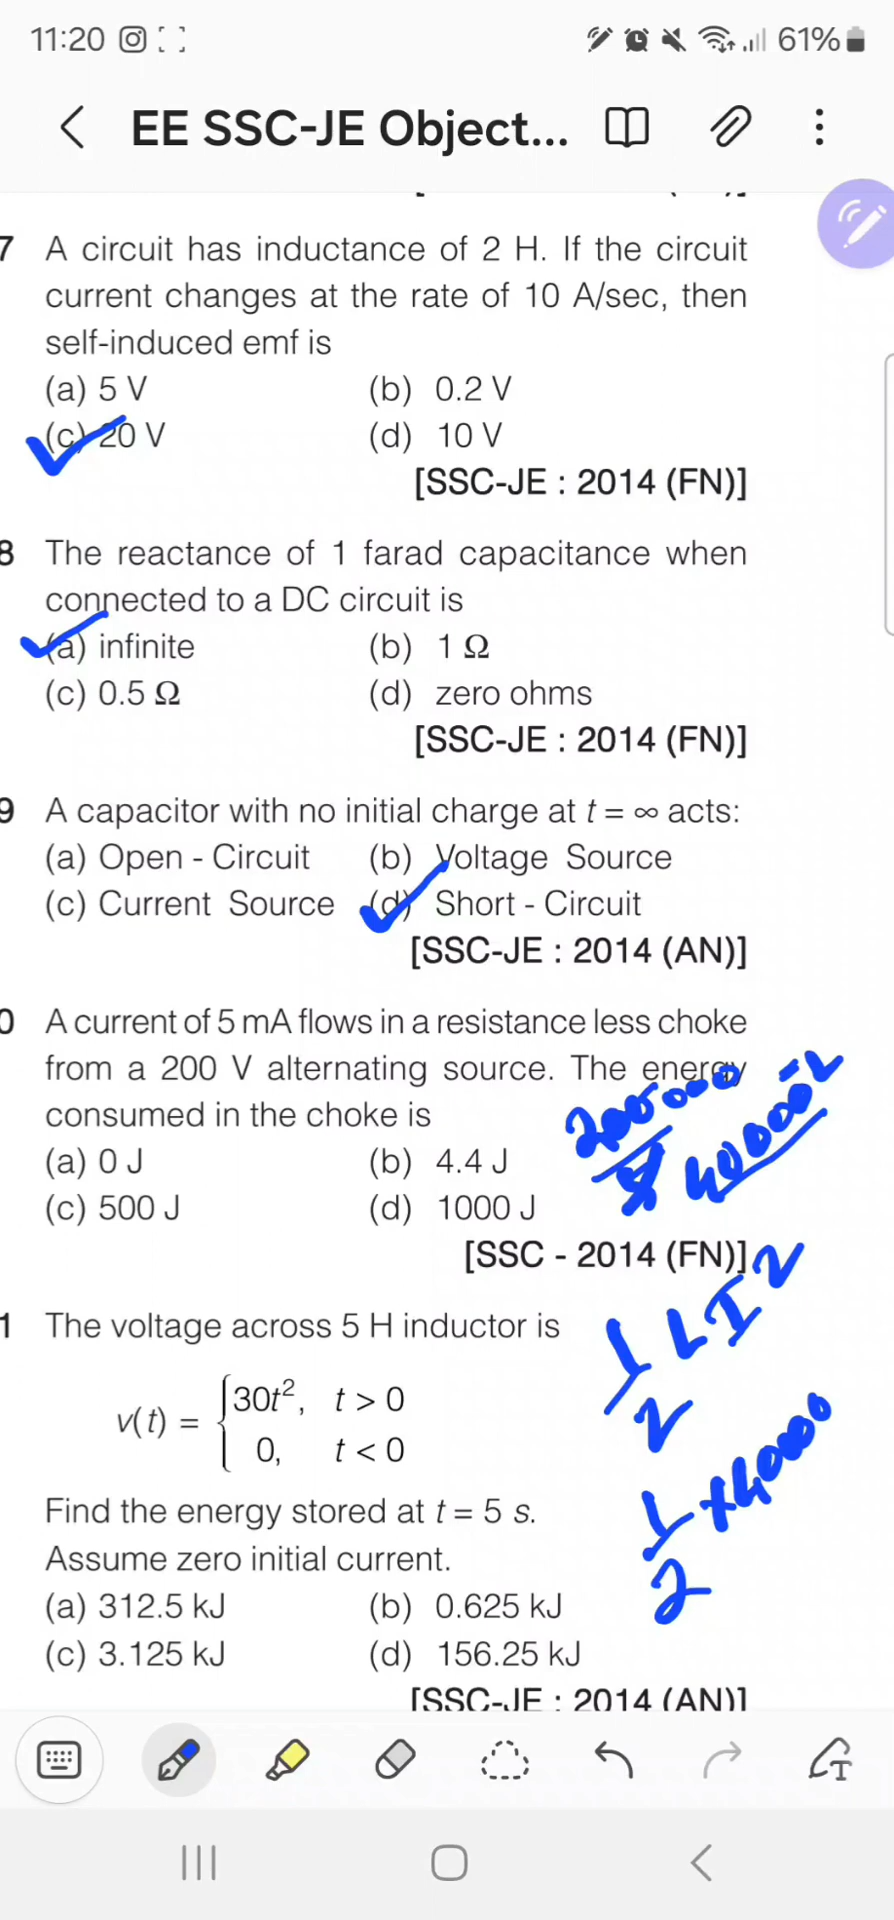 11:20 61%
EE SSC-JE Object...
7 A circuit has inductance of 2 H. If the circuit
current changes at the rate of 10 A/sec, then
self-induced emf is
(a) 5 V (b) 0.2 V
(c) 20 V (d) 10 V
[SSC-JE : 2014 (FN)]
8 The reactance of 1 farad capacitance when
connected to a DC circuit is
(a) infinite (b) 1 Ω
(c) 0.5 Ω (d) zero ohms
[SSC-JE : 2014 (FN)]
9 A capacitor with no initial charge at t = ∞ acts:
(a) Open - Circuit (b) Voltage Source
(c) Current Source (d) Short - Circuit
[SSC-JE : 2014 (AN)]
0 A current of 5 mA flows in a resistance less choke
from a 200 V alternating source. The energy
consumed in the choke is
(a) 0 J (b) 4.4 J
(c) 500 J (d) 1000 J
[SSC - 2014 (FN)]
1/2 LI2
1 The voltage across 5 H inductor is
v(t) = {30t², t > 0
0, t < 0
Find the energy stored at t = 5 s.
Assume zero initial current.
(a) 312.5 kJ (b) 0.625 kJ
(c) 3.125 kJ (d) 156.25 kJ
[SSC-JE : 2014 (AN)]
T